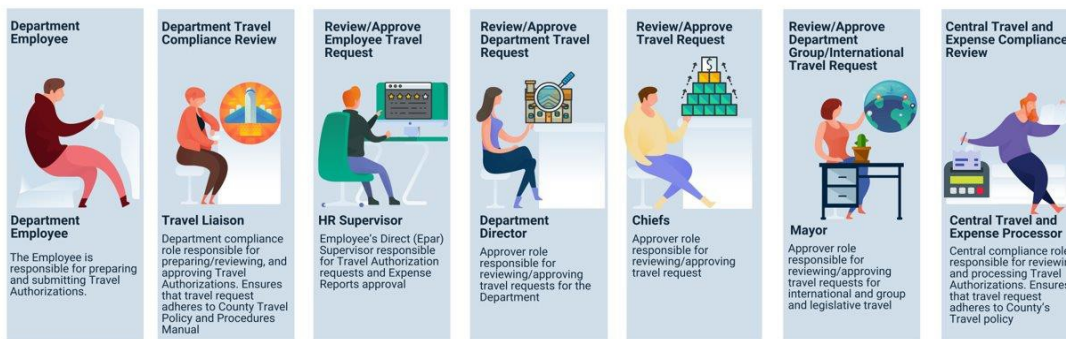 Department
Employee
Department
Employee
The Employee is
responsible for preparing
and submitting Travel
Authorizations.
Department Travel
Compliance Review
Travel Liaison
Department compliance
role responsible for
preparing/reviewing, and
approving Travel
Authorizations. Ensures
that travel request
adheres to County Travel
Policy and Procedures
Manual
Review/Approve
Employee Travel
Request
HR Supervisor
Employee's Direct (Epar)
Supervisor responsible
for Travel Authorization
requests and Expense
Reports approval
Review/Approve
Department Travel
Request
Department
Director
Approver role
responsible for
reviewing/approving
travel requests for the
Department
Review/Approve
Travel Request
$
Chiefs
Approver role
responsible for
reviewing/approving
travel request
Review/Approve
Department
Group/International
Travel Request
Mayor
Approver role
responsible for
reviewing/approving
travel requests for
international and group
and legislative travel
Central Travel and
Expense Compliance
Review
Central Travel and
Expense Processor
Central compliance role
responsible for
and processing Travel
Authorizations. Ensures
that travel request
adheres to County's
Travel policy